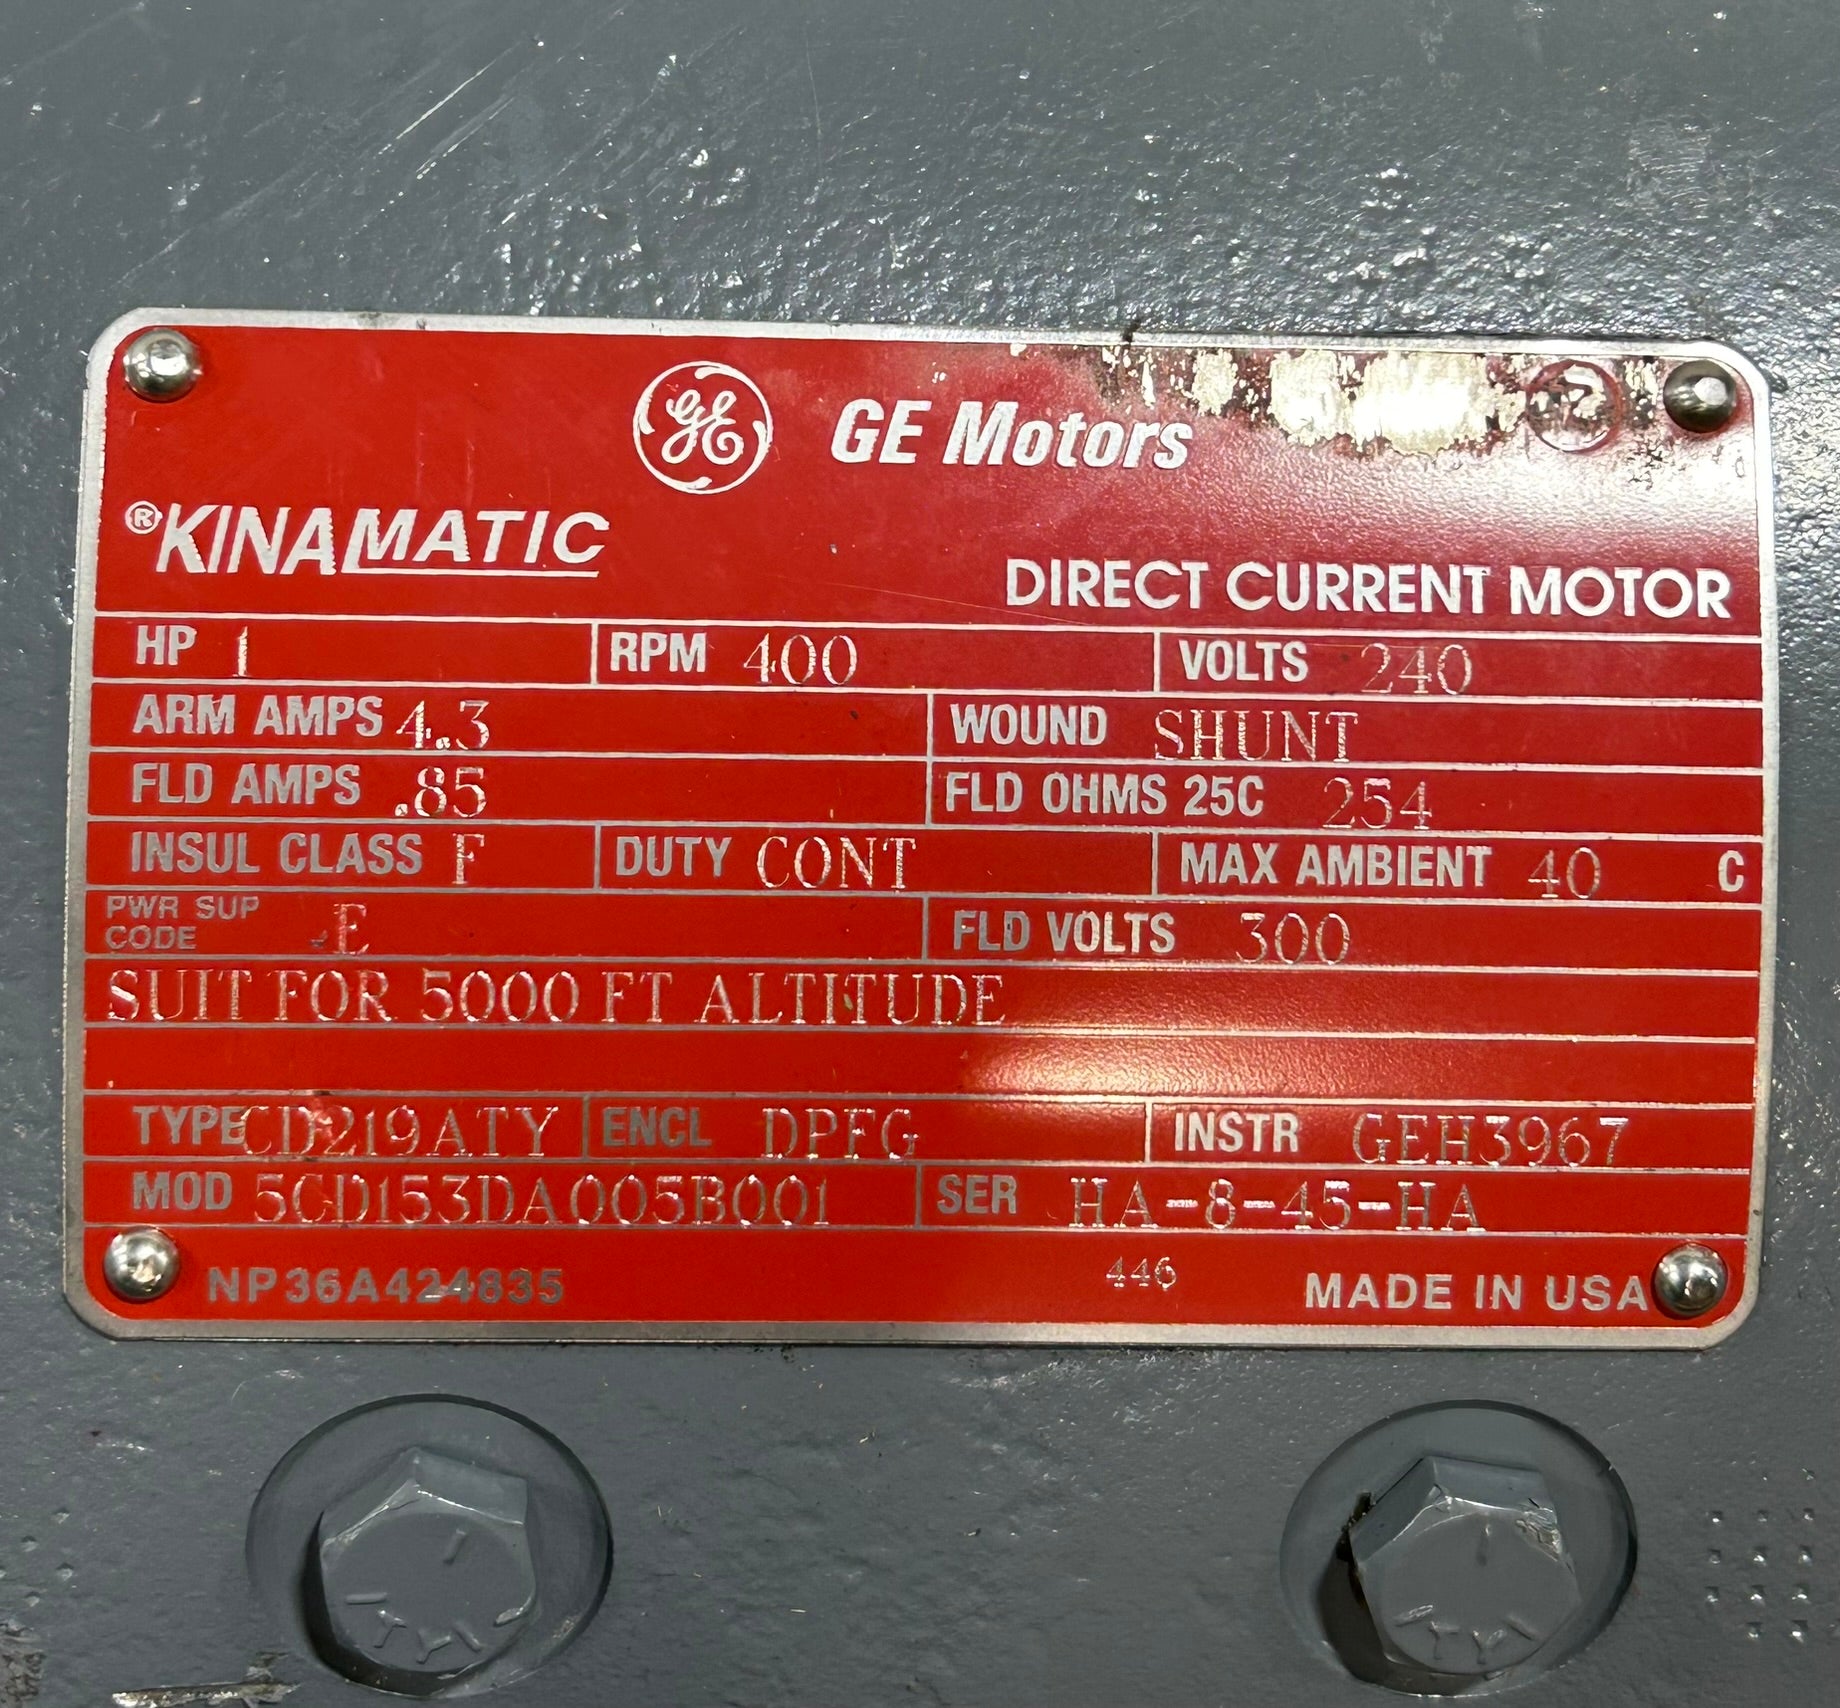 GE GE Motors
®KINAMATIC
DIRECT CURRENT MOTOR
HP 1 RPM 400 VOLTS 240
ARM AMPS 4.3 WOUND SHUNT
FLD AMPS .85 FLD OHMS 25C 254
INSUL CLASS F DUTY CONT MAX AMBIENT 40 C
PWR SUP CODE E FLD VOLTS 300
SUIT FOR 5000 FT ALTITUDE
TYPE CD219ATY ENCL DPFG INSTR GEH3967
MOD 5CD153DA005B001 SER HA-8-45-HA
NP36A424835 446 MADE IN USA